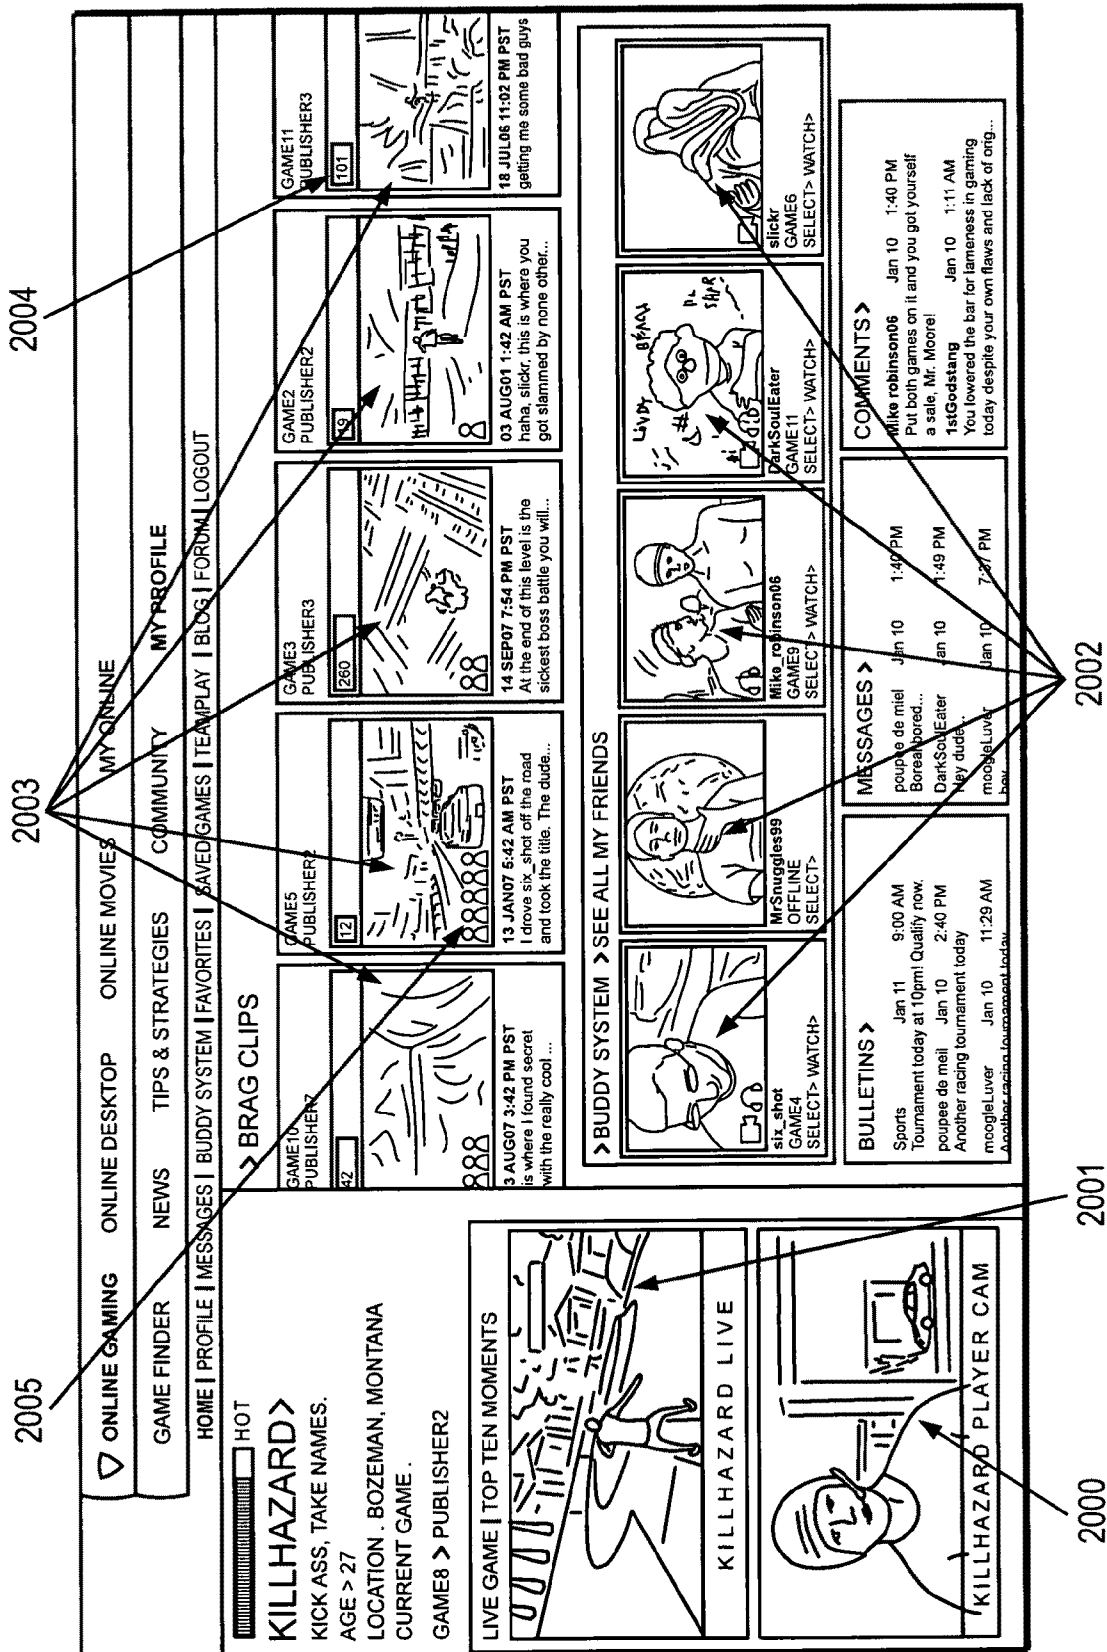 2005
2003
2004
ONLINE GAMING ONLINE DESKTOP ONLINE MOVIES MY ONLINE
GAME FINDER NEWS TIPS & STRATEGIES COMMUNITY MY PROFILE
HOME | PROFILE | MESSAGES | BUDDY SYSTEM | FAVORITES | SAVED GAMES | TEAMPLAY | BLOG | FORUM | LOGOUT
HOT
KILLHAZARD >
KICK ASS, TAKE NAMES.
AGE > 27
LOCATION . BOZEMAN, MONTANA
CURRENT GAME .
GAME8 > PUBLISHER2
LIVE GAME | TOP TEN MOMENTS
KILLHAZARD LIVE
KILLHAZARD PLAYER CAM
> BRAG CLIPS
GAME10
PUBLISHER7
42
3 AUG07 3:42 PM PST
is where I found secret
with the really cool ...
GAME5
PUBLISHER2
12
13 JAN07 5:42 AM PST
I drove six_shot off the road
and took the title. The dude...
GAME3
PUBLISHER3
260
14 SEP07 7:54 PM PST
At the end of this level is the
sickest boss battle you will...
GAME2
PUBLISHER2
19
03 AUG01 1:42 AM PST
haha, slickr, this is where you
got slammed by none other...
GAME11
PUBLISHER3
101
18 JUL06 11:02 PM PST
getting me some bad guys
> BUDDY SYSTEM > SEE ALL MY FRIENDS
six_shot
GAME4
SELECT> WATCH>
MrSnuggles99
OFFLINE
SELECT>
Mike_robinson06
GAME9
SELECT> WATCH>
DarkSoulEater
GAME11
SELECT> WATCH>
slickr
GAME6
SELECT> WATCH>
BULLETINS >
Sports Jan 11 9:00 AM
Tournament today at 10pm! Qualify now.
poupee de meil Jan 10 2:40 PM
Another racing tournament today
moogleLuver Jan 10 11:29 AM
Another racing tournament today
MESSAGES >
poupee de miel Jan 10 1:40 PM
Boreal bored...
DarkSoulEater Jan 10 1:49 PM
Hey dude...
moogleLuver Jan 10 7:37 PM
hey
COMMENTS >
Mike robinson06 Jan 10 1:40 PM
Put both games on it and you got yourself
a sale, Mr. Moore!
1stGodstang Jan 10 1:11 AM
You lowered the bar for lameness in gaming
today despite your own flaws and lack of orig...
2000
2001
2002